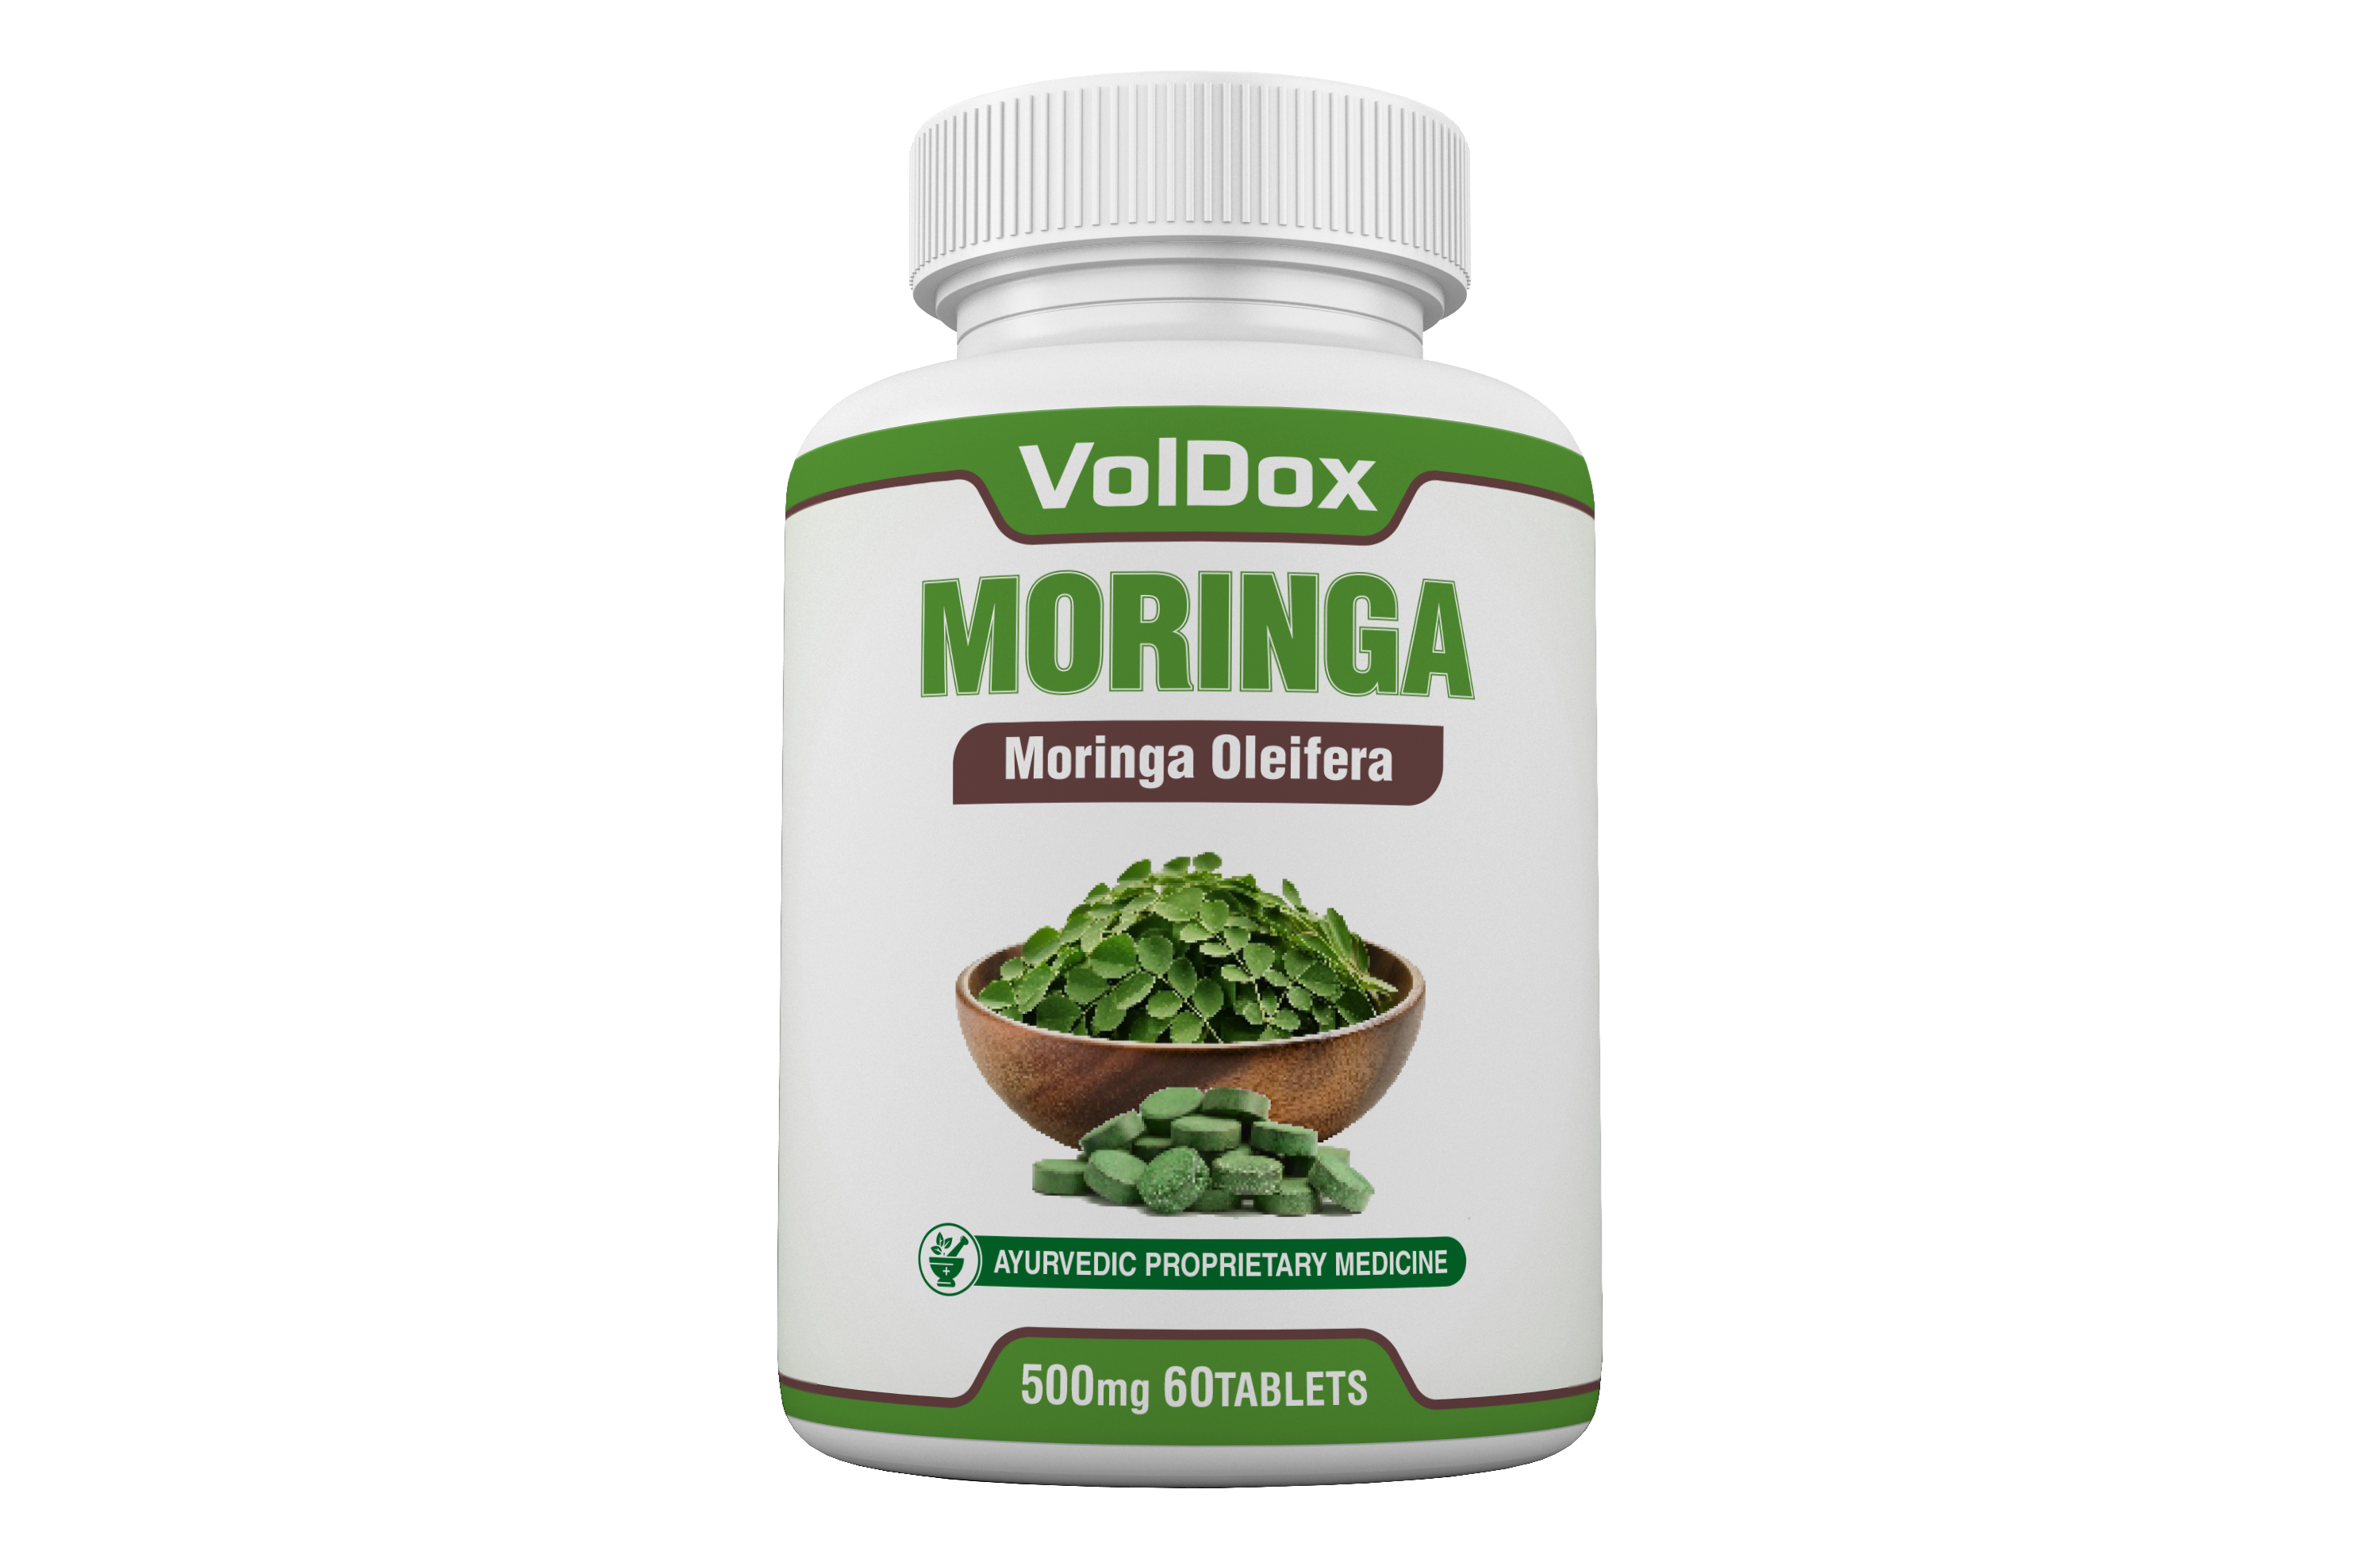 VolDox
MORINGA
Moringa Oleifera
AYURVEDIC PROPRIETARY MEDICINE
500mg 60TABLETS